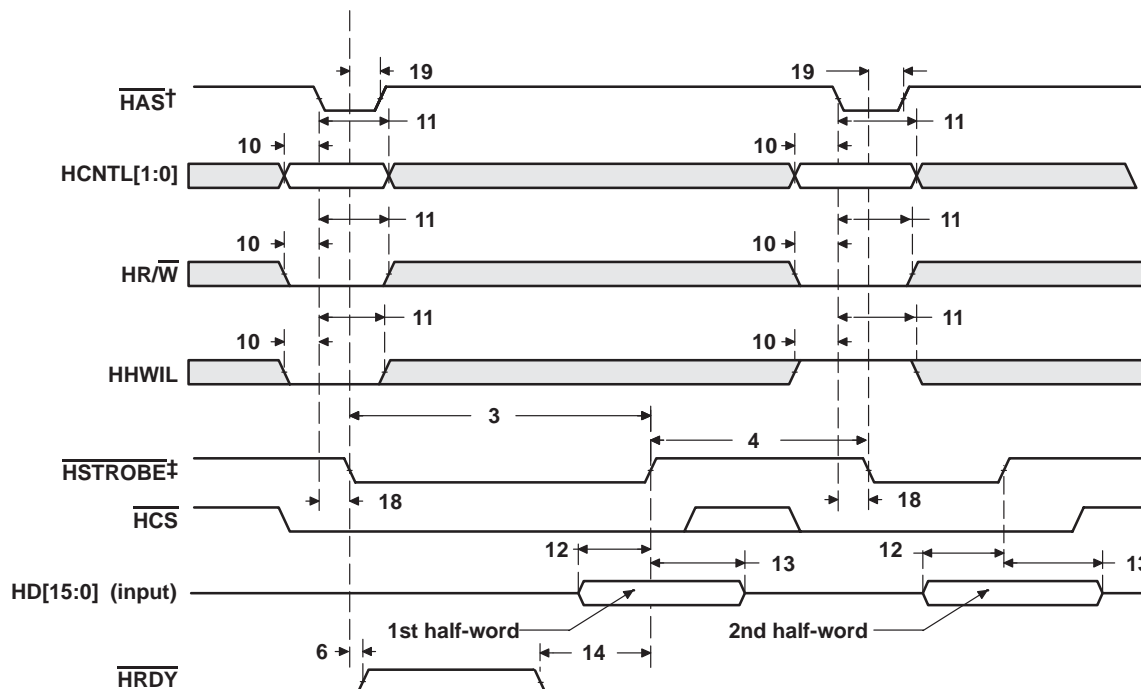 19 19
HAS†
11 11
10 10
HCNTL[1:0]
11 11
10 10
HR/W
11 11
10 10
HHWIL
3
4
HSTROBE‡
18 18
HCS
12 12
13 13
HD[15:0] (input)
1st half-word 2nd half-word
6 14
HRDY